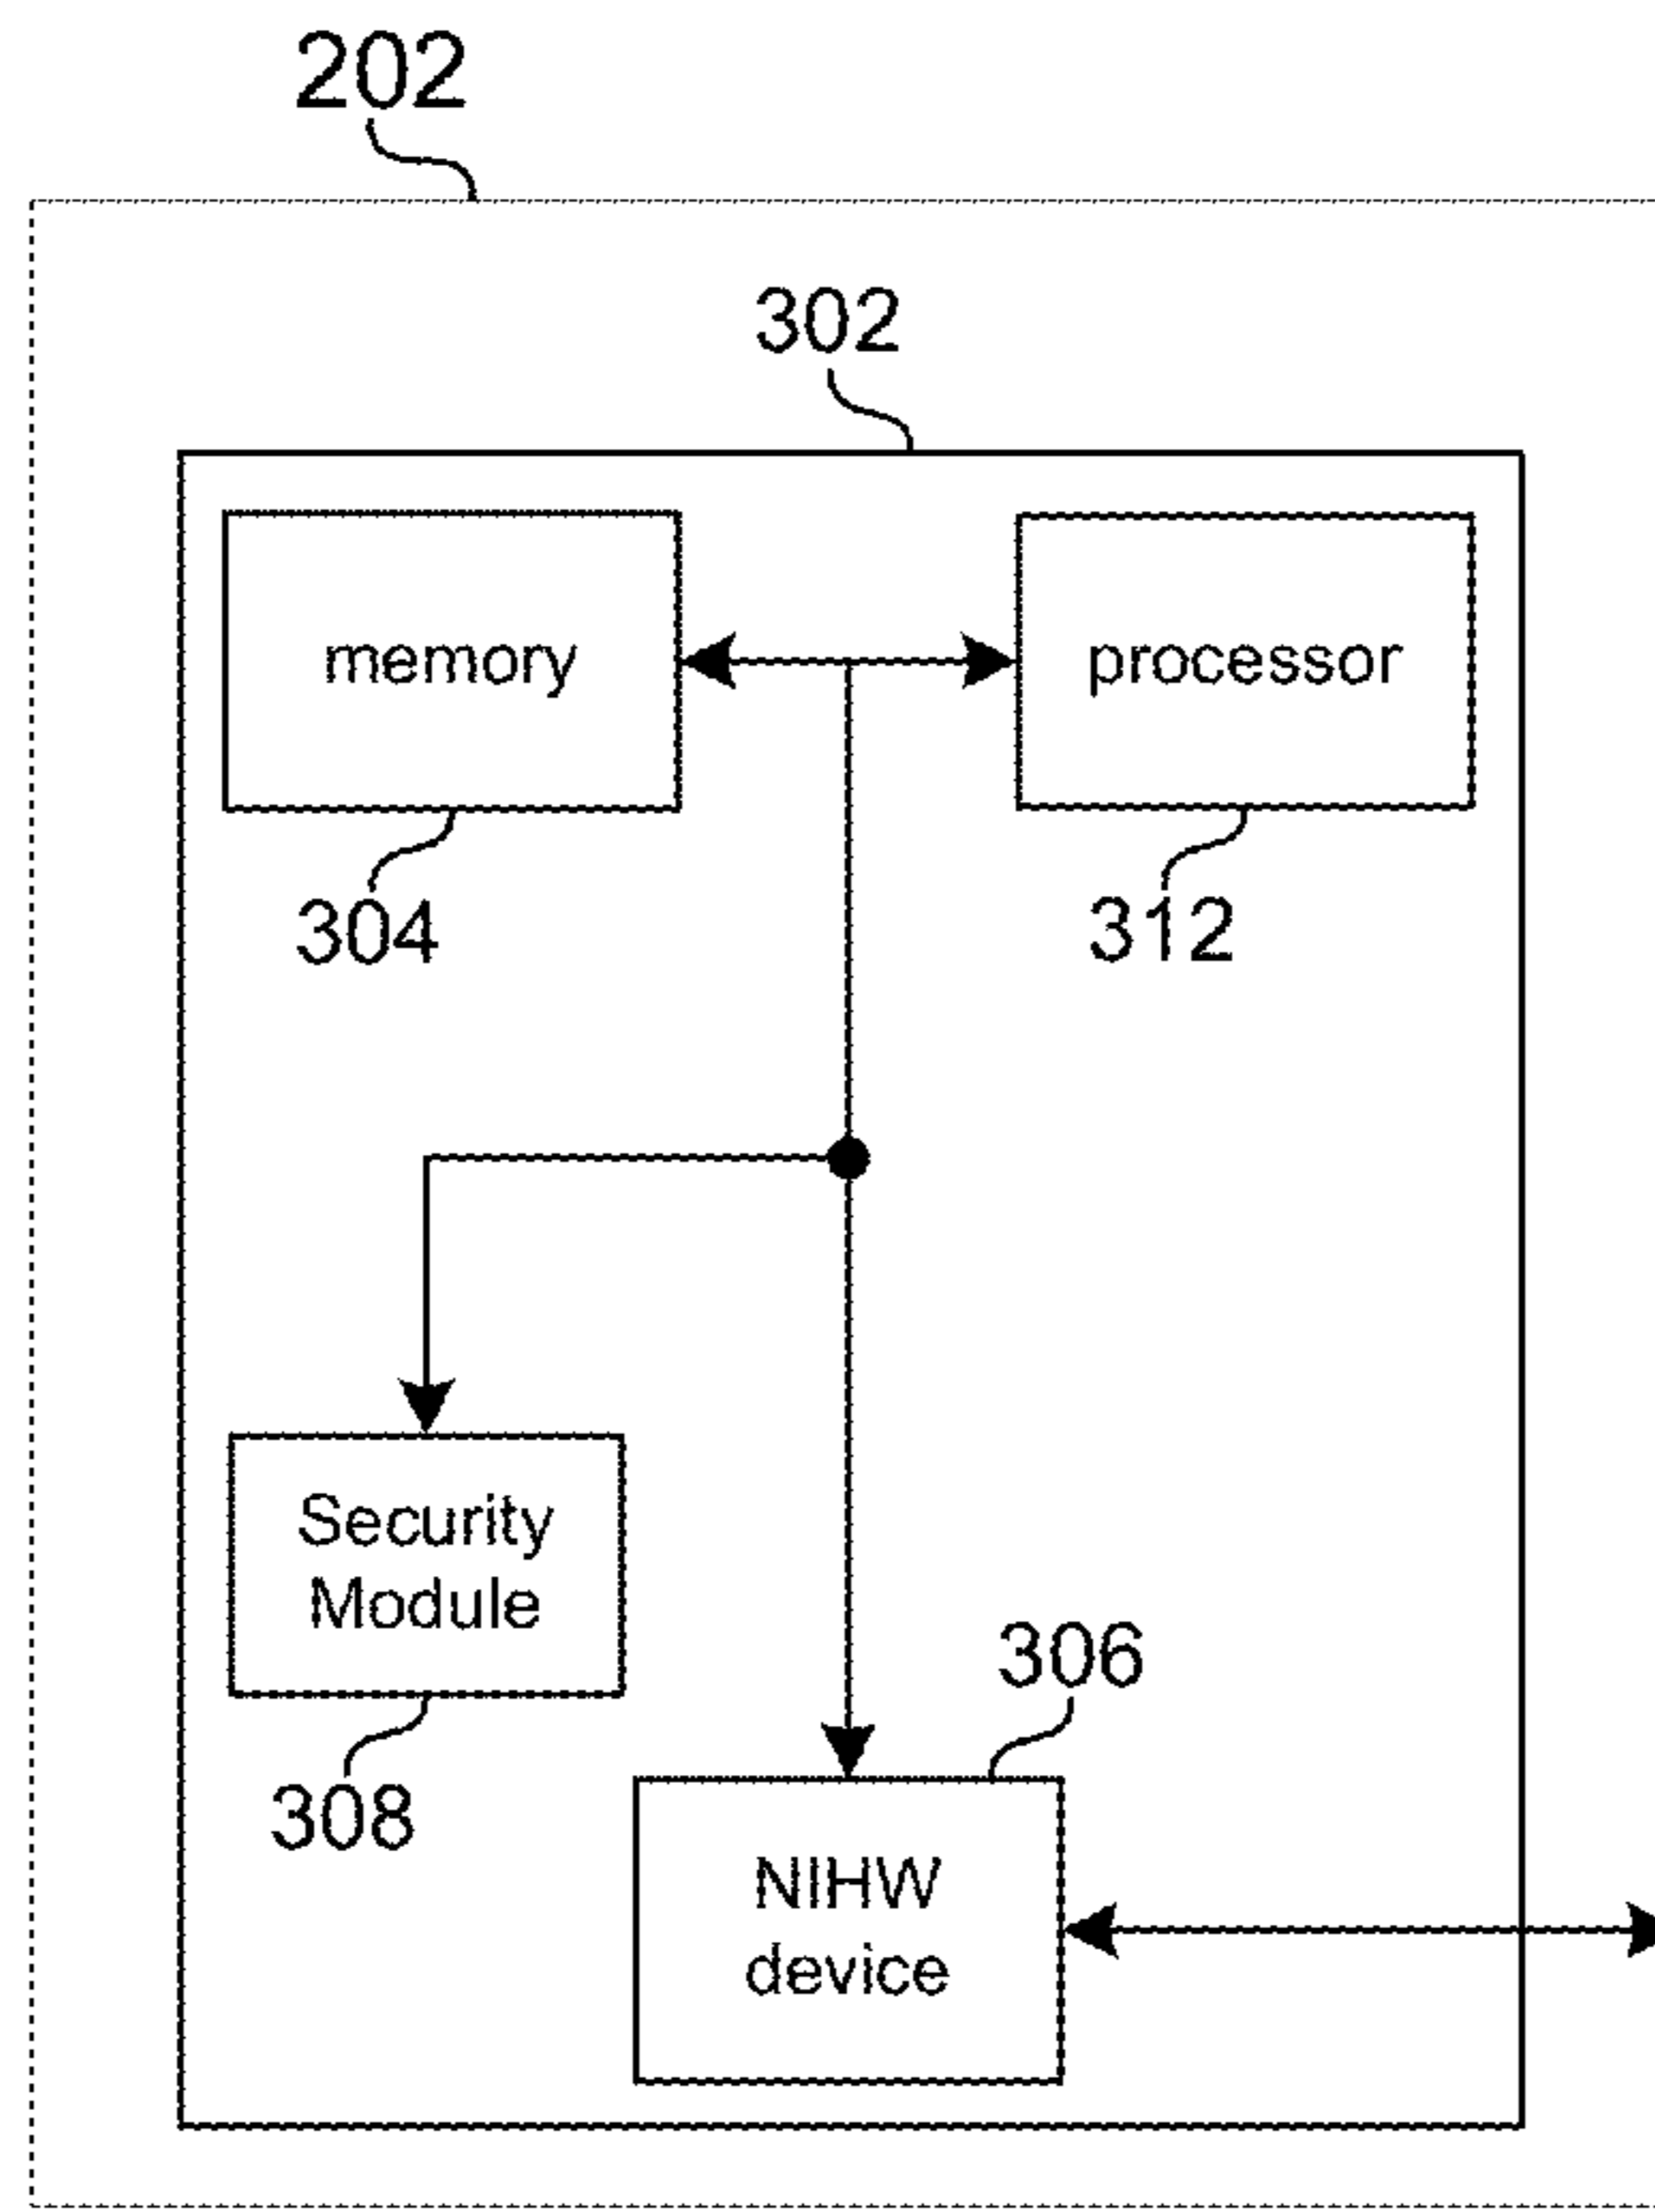 202
302
memory
processor
304
312
Security
Module
306
308
NIHW
device